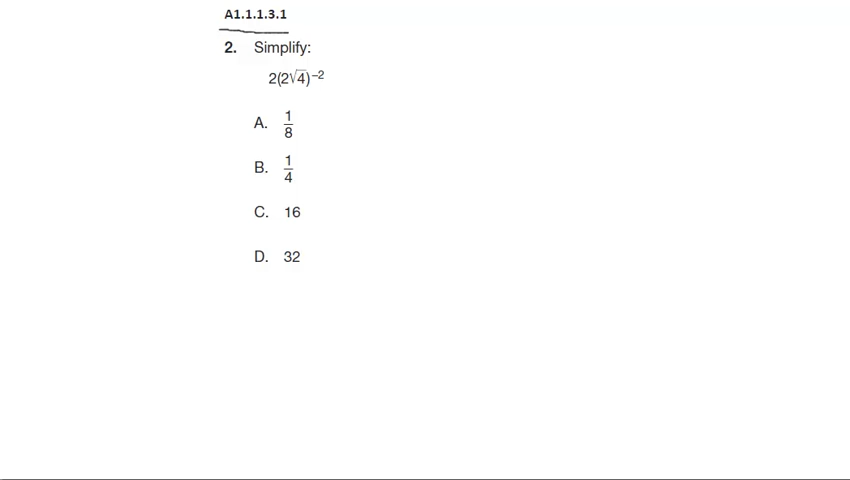 A1.1.1.3.1
2. Simplify:
2(2√4)⁻²
A. 1/8
B. 1/4
C. 16
D. 32